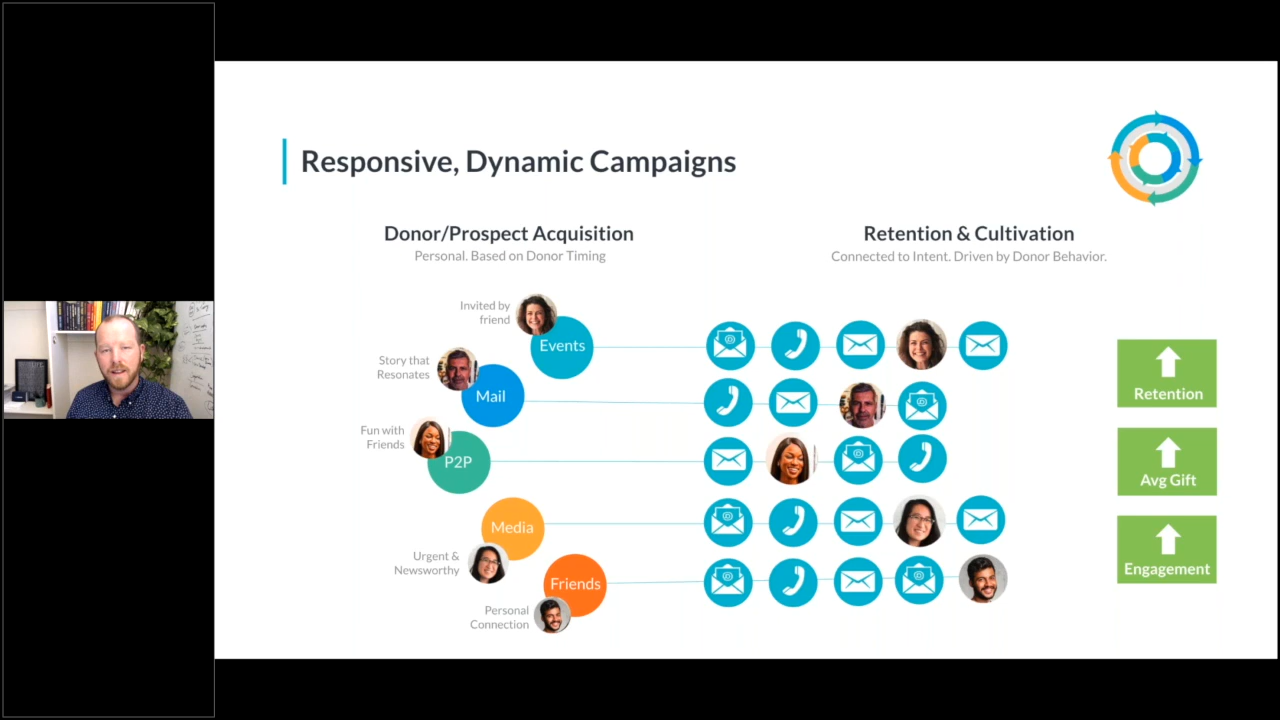 Responsive, Dynamic Campaigns
Donor/Prospect Acquisition
Personal. Based on Donor Timing
Retention & Cultivation
Connected to Intent. Driven by Donor Behavior.
Invited by
friend
Events
Story that
Resonates
Mail
Fun with
Friends
P2P
Media
Urgent &
Newsworthy
Friends
Personal
Connection
Retention
Avg Gift
Engagement